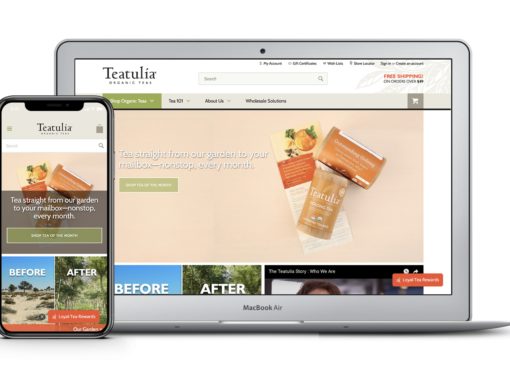 My Account
Gift Certificates
Wish Lists
Store Locator
Sign in or Create an account
Teatulia
ORGANIC TEAS
Search
FREE SHIPPING!
ON ORDERS OVER $49
Shop Organic Teas
Tea 101
About Us
Wholesale Solutions
Tea straight from our garden to your
mailbox—nonstop, every month.
SHOP TEA OF THE MONTH
Teatulia
ORGANIC TEAS
BEFORE
AFTER
The Teatulia Story : Who We Are
Loyal-Tea Rewards
MacBook Air
Teatulia
ORGANIC TEAS
Search
Tea straight from our garden
to your mailbox—nonstop,
every month.
SHOP TEA OF THE MONTH
BEFORE
AFTER
Loyal-Tea Rewards
Our Garden